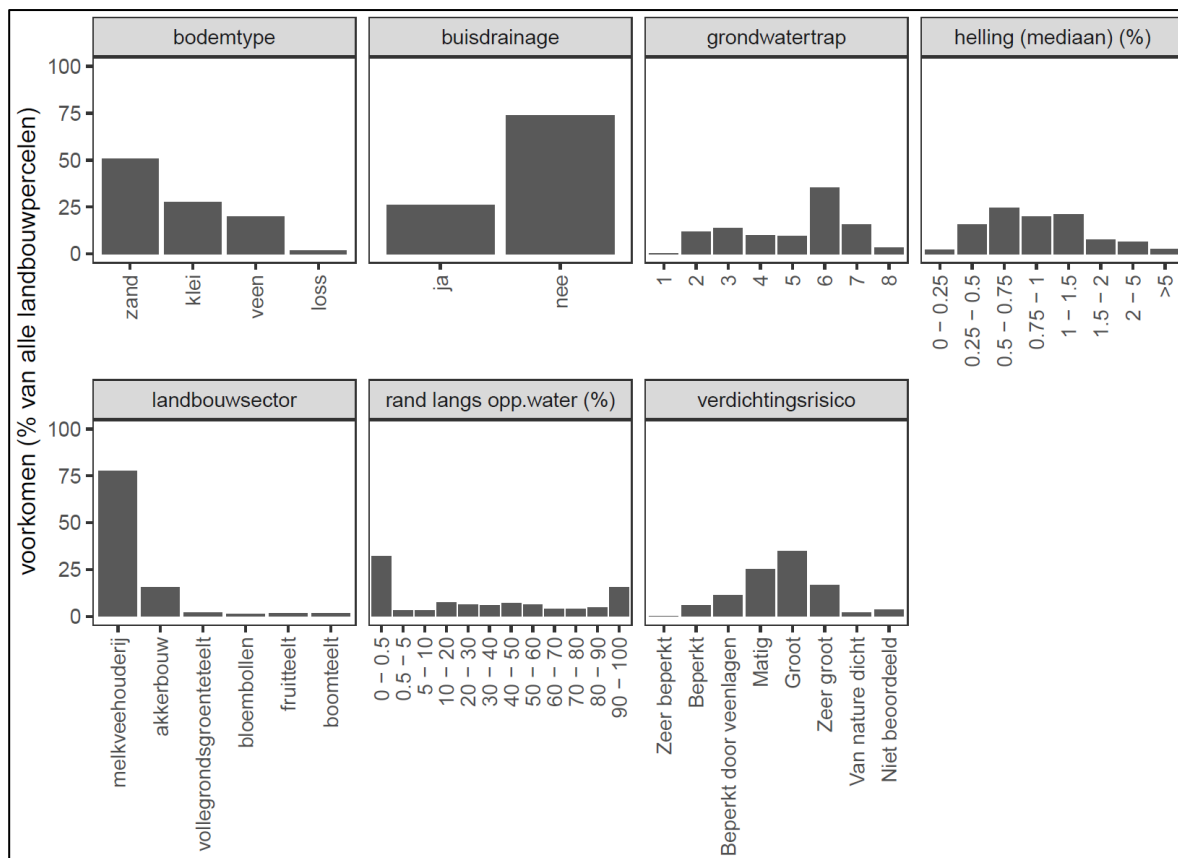 voorkomen (% van alle landbouwpercelen)
bodemtype
buisdrainage
grondwatertrap
helling (mediaan) (%)
100
75
50
25
0
zand
klei
veen
loss
ja
nee
1
2
3
4
5
6
7
8
0 − 0.25
0.25 − 0.5
0.5 − 0.75
0.75 − 1
1 − 1.5
1.5 − 2
2 − 5
>5
landbouwsector
rand langs opp.water (%)
verdichtingsrisico
100
75
50
25
0
melkveehouderij
akkerbouw
vollegrondsgroenteteelt
bloembollen
fruitteelt
boomteelt
0 − 0.5
0.5 − 5
5 − 10
10 − 20
20 − 30
30 − 40
40 − 50
50 − 60
60 − 70
70 − 80
80 − 90
90 − 100
Zeer beperkt
Beperkt
Beperkt door veenlagen
Matig
Groot
Zeer groot
Van nature dicht
Niet beoordeeld